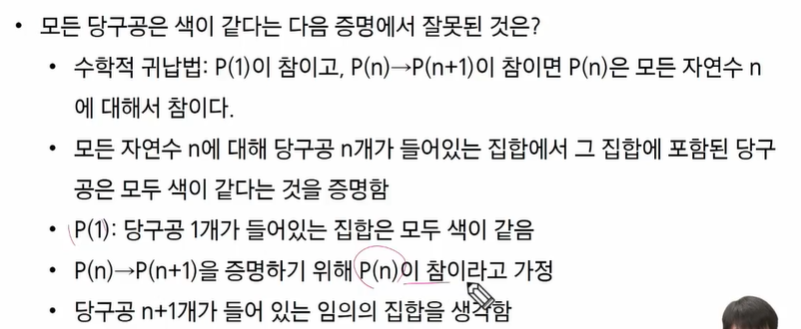 • 모든 당구공은 색이 같다는 다음 증명에서 잘못된 것은?
• 수학적 귀납법: P(1)이 참이고, P(n)→P(n+1)이 참이면 P(n)은 모든 자연수 n
에 대해서 참이다.
• 모든 자연수 n에 대해 당구공 n개가 들어있는 집합에서 그 집합에 포함된 당구
공은 모두 색이 같다는 것을 증명함
• P(1): 당구공 1개가 들어있는 집합은 모두 색이 같음
• P(n)→P(n+1)을 증명하기 위해 P(n)이 참이라고 가정
• 당구공 n+1개가 들어 있는 임의의 집합을 생각함